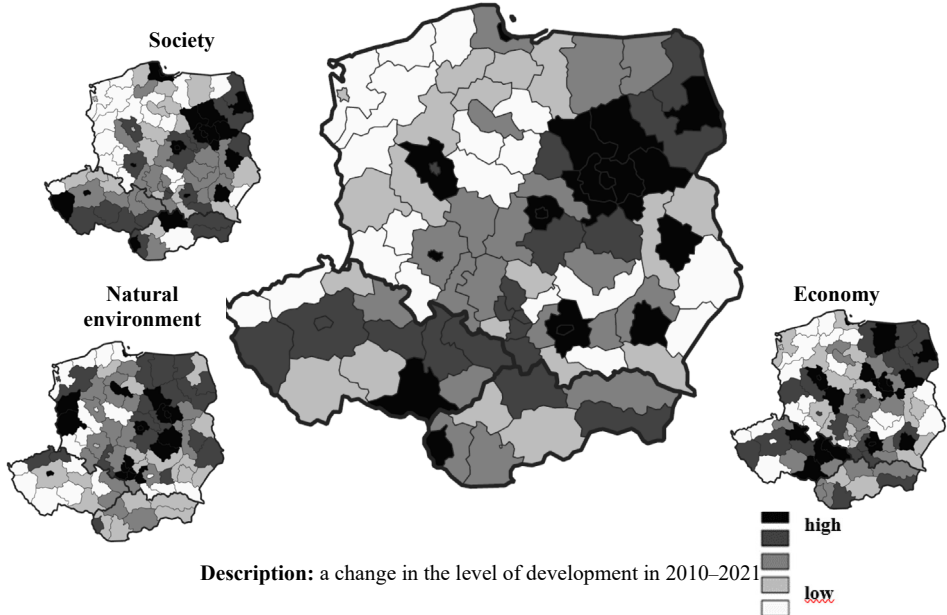 Society
Natural
environment
Economy
high
low
Description: a change in the level of development in 2010–2021